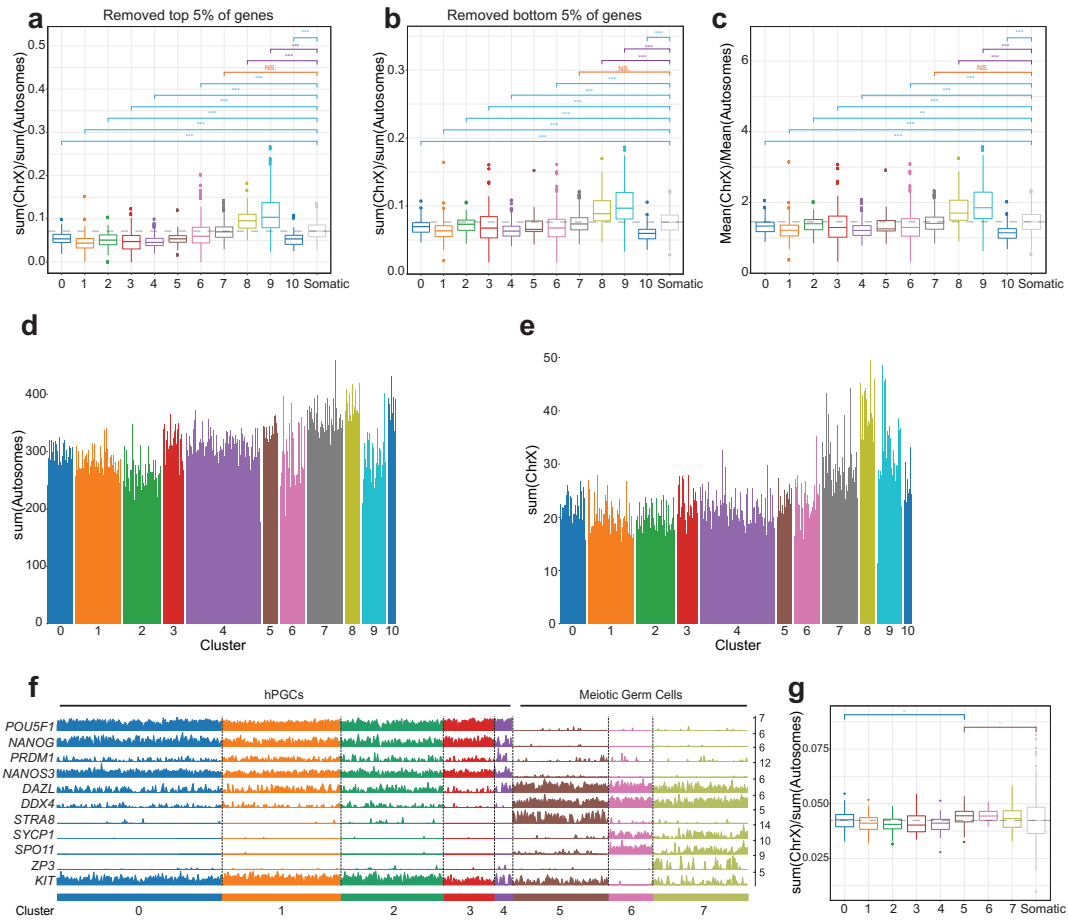 a
Removed top 5% of genes
sum(ChrX)/sum(Autosomes)
0.5
0.4
0.3
0.2
0.1
0.0
***
***
***
NS.
***
***
***
***
***
***
0 1 2 3 4 5 6 7 8 9 10 Somatic
b
Removed bottom 5% of genes
sum(ChrX)/sum(Autosomes)
0.3
0.2
0.1
0.0
***
***
***
NS.
***
***
***
***
***
***
0 1 2 3 4 5 6 7 8 9 10 Somatic
c
Mean(ChrX)/Mean(Autosomes)
6
4
2
0
***
***
***
NS.
***
***
***
**
***
***
0 1 2 3 4 5 6 7 8 9 10 Somatic
d
sum(Autosomes)
400
300
200
100
0
0 1 2 3 4 5 6 7 8 9 10
Cluster
e
sum(ChrX)
50
40
30
20
10
0
0 1 2 3 4 5 6 7 8 9 10
Cluster
f
hPGCs
Meiotic Germ Cells
POU5F1 7
NANOG 6
PRDM1 6
NANOS3 12
DAZL 6
DDX4 5
STRA8 5
SYCP1 14
SPO11 10
ZP3 9
KIT 5
Cluster 0 1 2 3 4 5 6 7
g
sum(ChrX)/sum(Autosomes)
0.075
0.050
0.025
0 1 2 3 4 5 6 7 Somatic